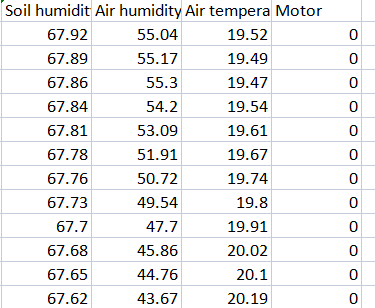 Soil humidit Air humidity Air tempera Motor
67.92 55.04 19.52 0
67.89 55.17 19.49 0
67.86 55.3 19.47 0
67.84 54.2 19.54 0
67.81 53.09 19.61 0
67.78 51.91 19.67 0
67.76 50.72 19.74 0
67.73 49.54 19.8 0
67.7 47.7 19.91 0
67.68 45.86 20.02 0
67.65 44.76 20.1 0
67.62 43.67 20.19 0